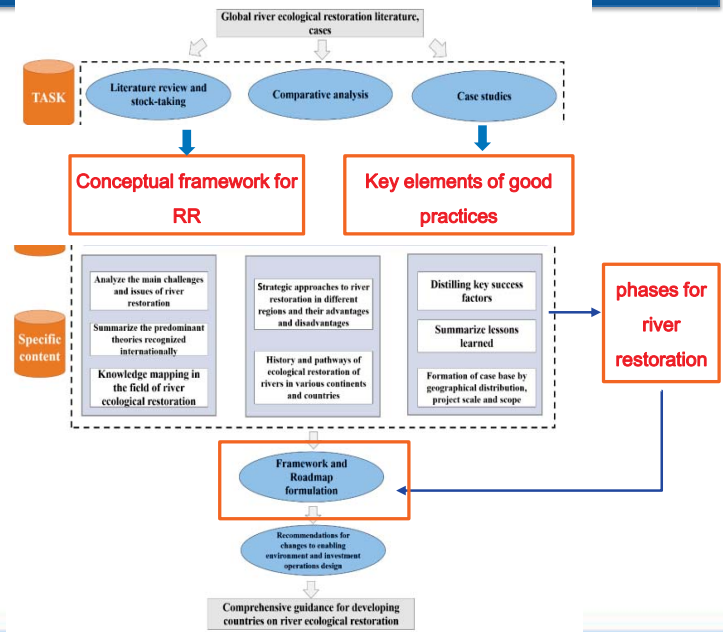 Global river ecological restoration literature,
cases
TASK
Literature review and
stock-taking
Comparative analysis
Case studies
Conceptual framework for
RR
Key elements of good
practices
Specific
content
Analyze the main challenges
and issues of river
restoration
Summarize the predominant
theories recognized
internationally
Knowledge mapping in
the field of river
ecological restoration
Strategic approaches to river
restoration in different
regions and their advantages
and disadvantages
History and pathways of
ecological restoration of
rivers in various continents
and countries
Distilling key success
factors
Summarize lessons
learned
Formation of case base by
geographical distribution,
project scale and scope
phases for
river
restoration
Framework and
Roadmap
formulation
Recommendations for
changes to enabling
environment and investment
operations design
Comprehensive guidance for developing
countries on river ecological restoration